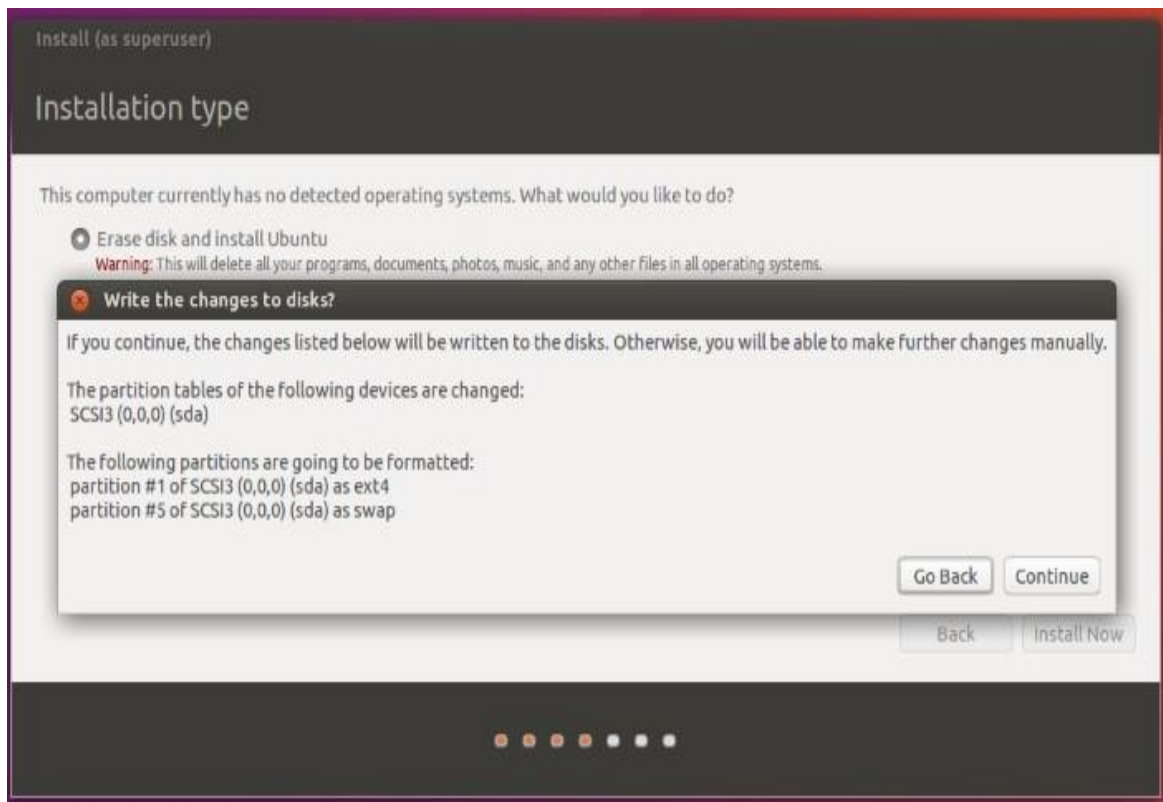 Install (as superuser)
Installation type
This computer currently has no detected operating systems. What would you like to do?
Erase disk and install Ubuntu
Warning: This will delete all your programs, documents, photos, music, and any other files in all operating systems.
Write the changes to disks?
If you continue, the changes listed below will be written to the disks. Otherwise, you will be able to make further changes manually.
The partition tables of the following devices are changed:
SCSI3 (0,0,0) (sda)
The following partitions are going to be formatted:
partition #1 of SCSI3 (0,0,0) (sda) as ext4
partition #5 of SCSI3 (0,0,0) (sda) as swap
Go Back Continue
Back Install Now